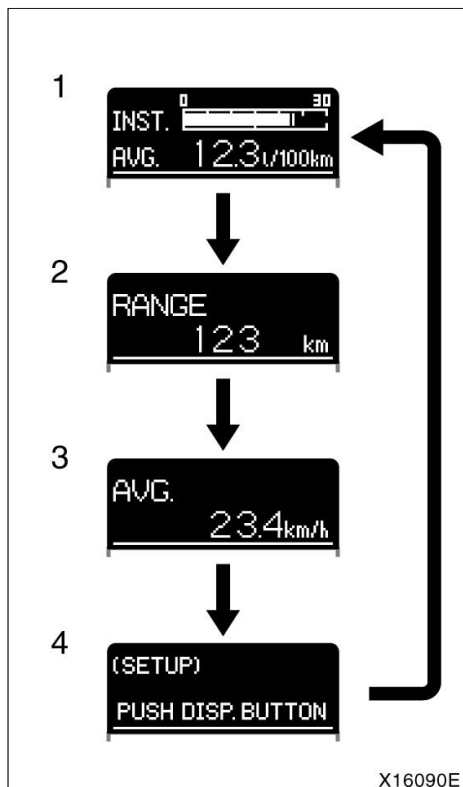 1
0 30
INST.
AVG. 12.3 l/100km
2
RANGE
123 km
3
AVG.
23.4 km/h
4
(SETUP)
PUSH DISP. BUTTON
X16090E